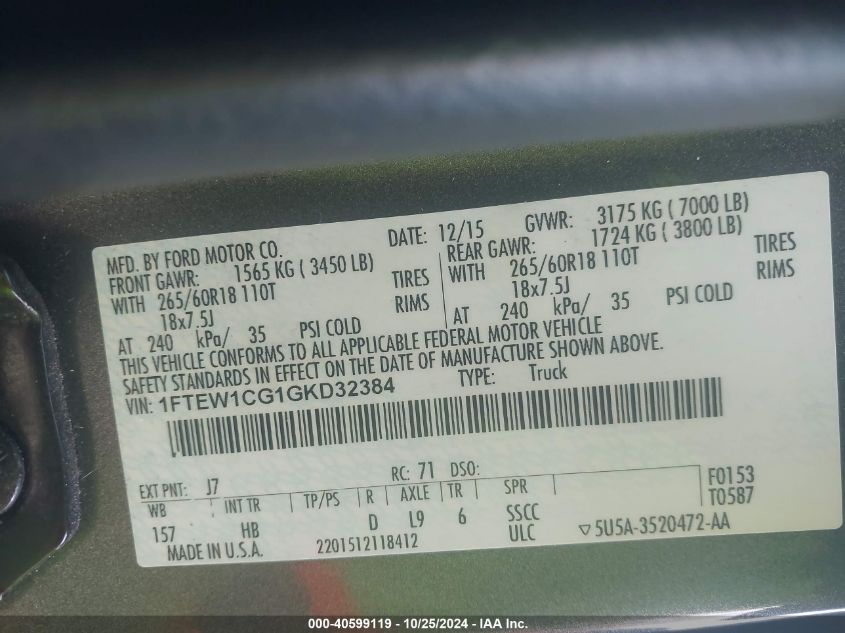 MFD. BY FORD MOTOR CO. DATE: 12/15 GVWR: 3175 KG ( 7000 LB)
FRONT GAWR: 1565 KG ( 3450 LB) REAR GAWR: 1724 KG ( 3800 LB)
WITH 265/60R18 110T TIRES WITH 265/60R18 110T TIRES
18x7.5J RIMS 18x7.5J RIMS
AT 240 kPa/ 35 PSI COLD AT 240 kPa/ 35 PSI COLD
THIS VEHICLE CONFORMS TO ALL APPLICABLE FEDERAL MOTOR VEHICLE
SAFETY STANDARDS IN EFFECT ON THE DATE OF MANUFACTURE SHOWN ABOVE.
VIN: 1FTEW1CG1GKD32384 TYPE: Truck
EXT PNT: J7 RC: 71 DSO:
WB INT TR TP/PS R AXLE TR SPR F0153
T0587
157 HB D L9 6 SSCC
ULC ▽5U5A-3520472-AA
MADE IN U.S.A. 2201512118412
000-40599119 - 10/25/2024 - IAA Inc.